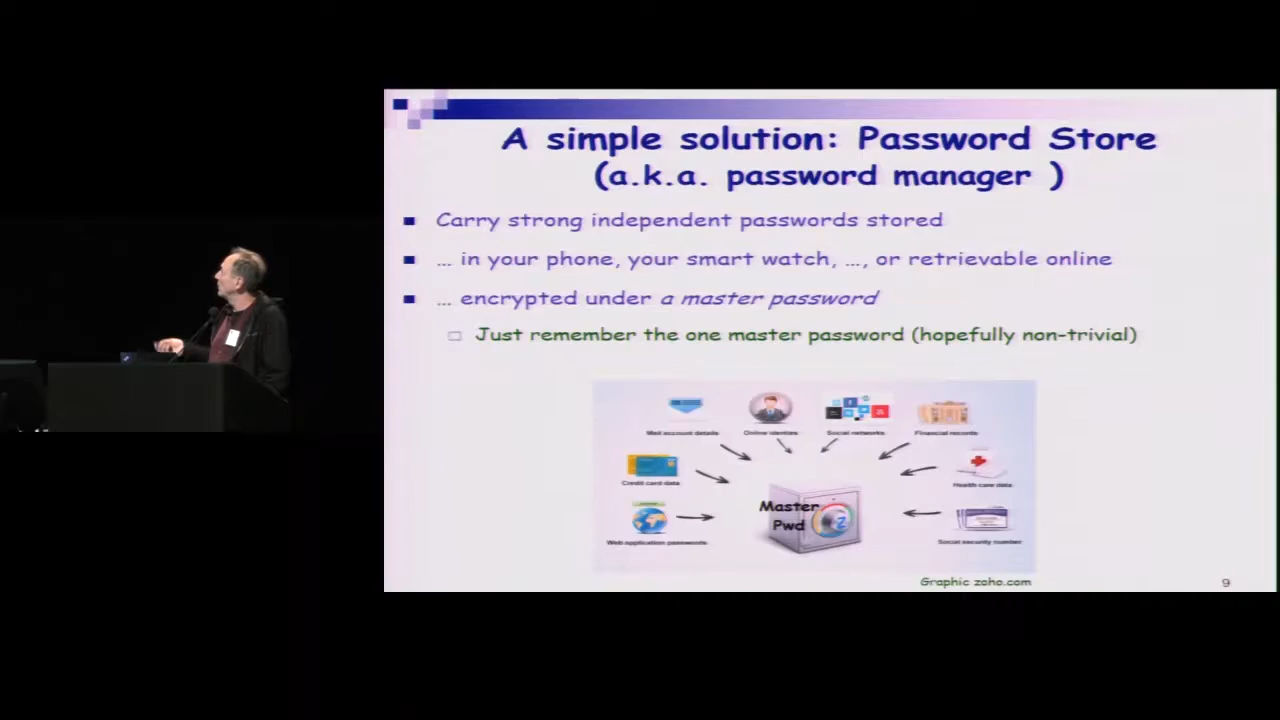 A simple solution: Password Store
(a.k.a. password manager )
Carry strong independent passwords stored
… in your phone, your smart watch, …, or retrievable online
… encrypted under a master password
Just remember the one master password (hopefully non-trivial)
Mail account details
Online identities
Social networks
Financial records
Credit card data
Health care data
Master
Pwd
Web application passwords
Social security number
Graphic zoho.com
9